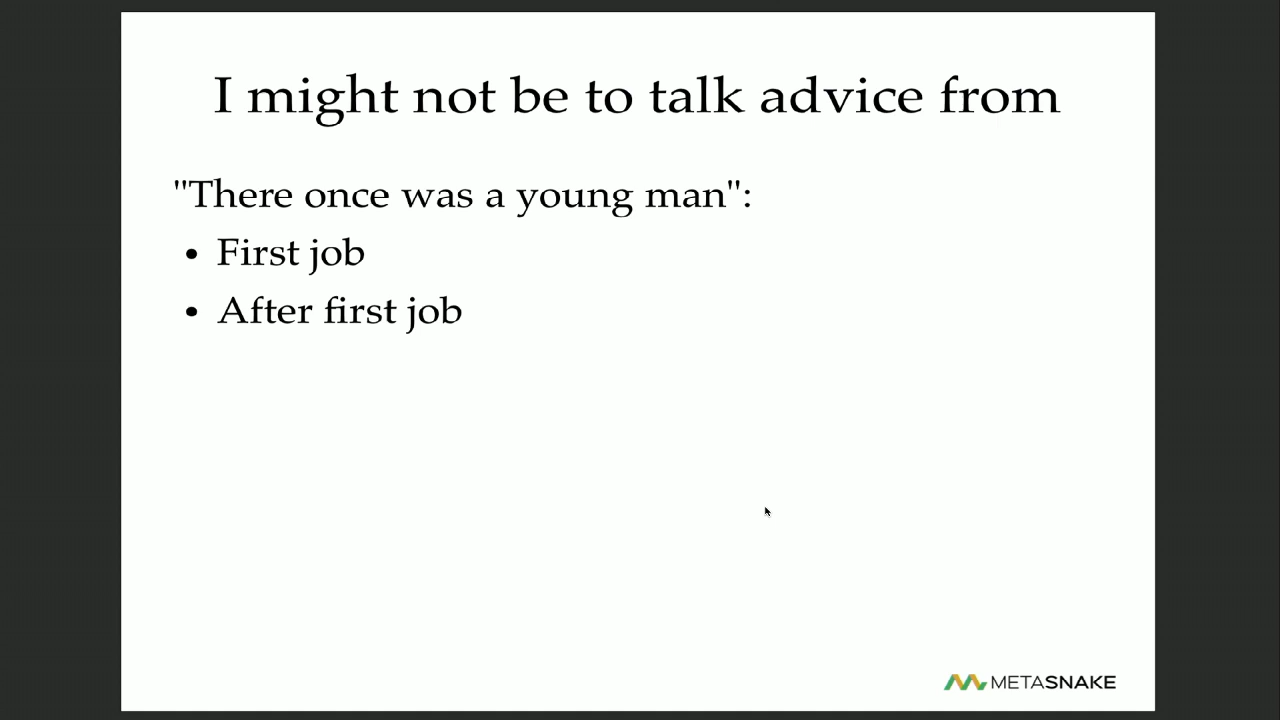 I might not be to talk advice from
"There once was a young man":
• First job
• After first job
METASNAKE